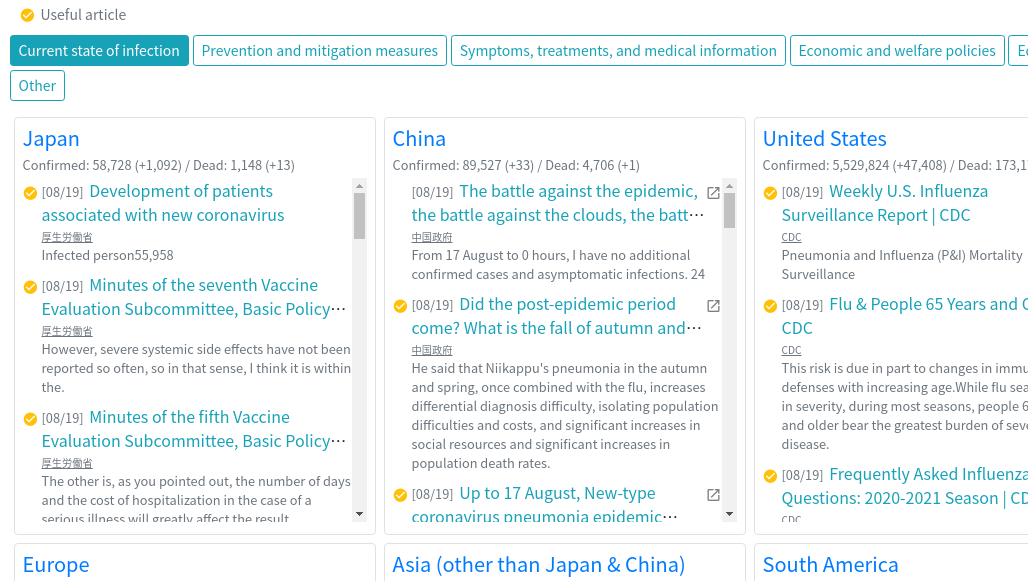 Useful article
Current state of infection
Prevention and mitigation measures
Symptoms, treatments, and medical information
Economic and welfare policies
Other
Japan
Confirmed: 58,728 (+1,092) / Dead: 1,148 (+13)
[08/19] Development of patients
associated with new coronavirus
厚生労働省
Infected person55,958
[08/19] Minutes of the seventh Vaccine
Evaluation Subcommittee, Basic Policy⋯
厚生労働省
However, severe systemic side effects have not been
reported so often, so in that sense, I think it is within
the.
[08/19] Minutes of the fifth Vaccine
Evaluation Subcommittee, Basic Policy⋯
厚生労働省
The other is, as you pointed out, the number of days
and the cost of hospitalization in the case of a
serious illness will greatly affect the result
China
Confirmed: 89,527 (+33) / Dead: 4,706 (+1)
[08/19] The battle against the epidemic,
the battle against the clouds, the batt⋯
中国政府
From 17 August to 0 hours, I have no additional
confirmed cases and asymptomatic infections. 24
[08/19] Did the post-epidemic period
come? What is the fall of autumn and⋯
中国政府
He said that Niikappu's pneumonia in the autumn
and spring, once combined with the flu, increases
differential diagnosis difficulty, isolating population
difficulties and costs, and significant increases in
social resources and significant increases in
population death rates.
[08/19] Up to 17 August, New-type
coronavirus pneumonia epidemic⋯
United States
Confirmed: 5,529,824 (+47,408) / Dead: 173,1
[08/19] Weekly U.S. Influenza
Surveillance Report | CDC
CDC
Pneumonia and Influenza (P&I) Mortality
Surveillance
[08/19] Flu & People 65 Years and
CDC
CDC
This risk is due in part to changes in immu
defenses with increasing age.While flu sea
in severity, during most seasons, people 6
and older bear the greatest burden of seve
disease.
[08/19] Frequently Asked Influenza
Questions: 2020-2021 Season | CD
CDC
Europe
Asia (other than Japan & China)
South America